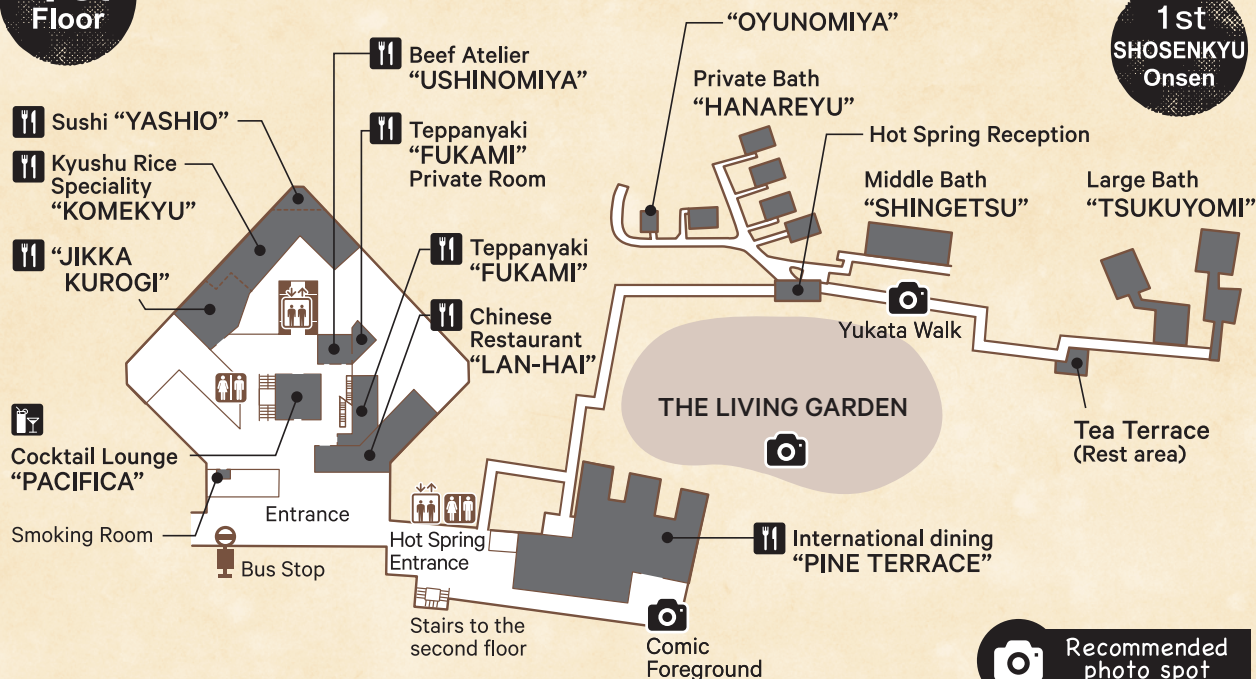 Floor
1st
SHOSENKYU
Onsen
"OYUNOMIYA"
Beef Atelier
"USHINOMIYA"
Private Bath
"HANAREYU"
Sushi "YASHIO"
Teppanyaki
"FUKAMI"
Private Room
Hot Spring Reception
Kyushu Rice
Speciality
"KOMEKYU"
Middle Bath
"SHINGETSU"
Large Bath
"TSUKUYOMI"
"JIKKA
KUROGI"
Teppanyaki
"FUKAMI"
Chinese
Restaurant
"LAN-HAI"
Yukata Walk
THE LIVING GARDEN
Tea Terrace
(Rest area)
Cocktail Lounge
"PACIFICA"
Entrance
Smoking Room
Hot Spring
Entrance
International dining
"PINE TERRACE"
Bus Stop
Stairs to the
second floor
Comic
Foreground
Recommended
photo spot